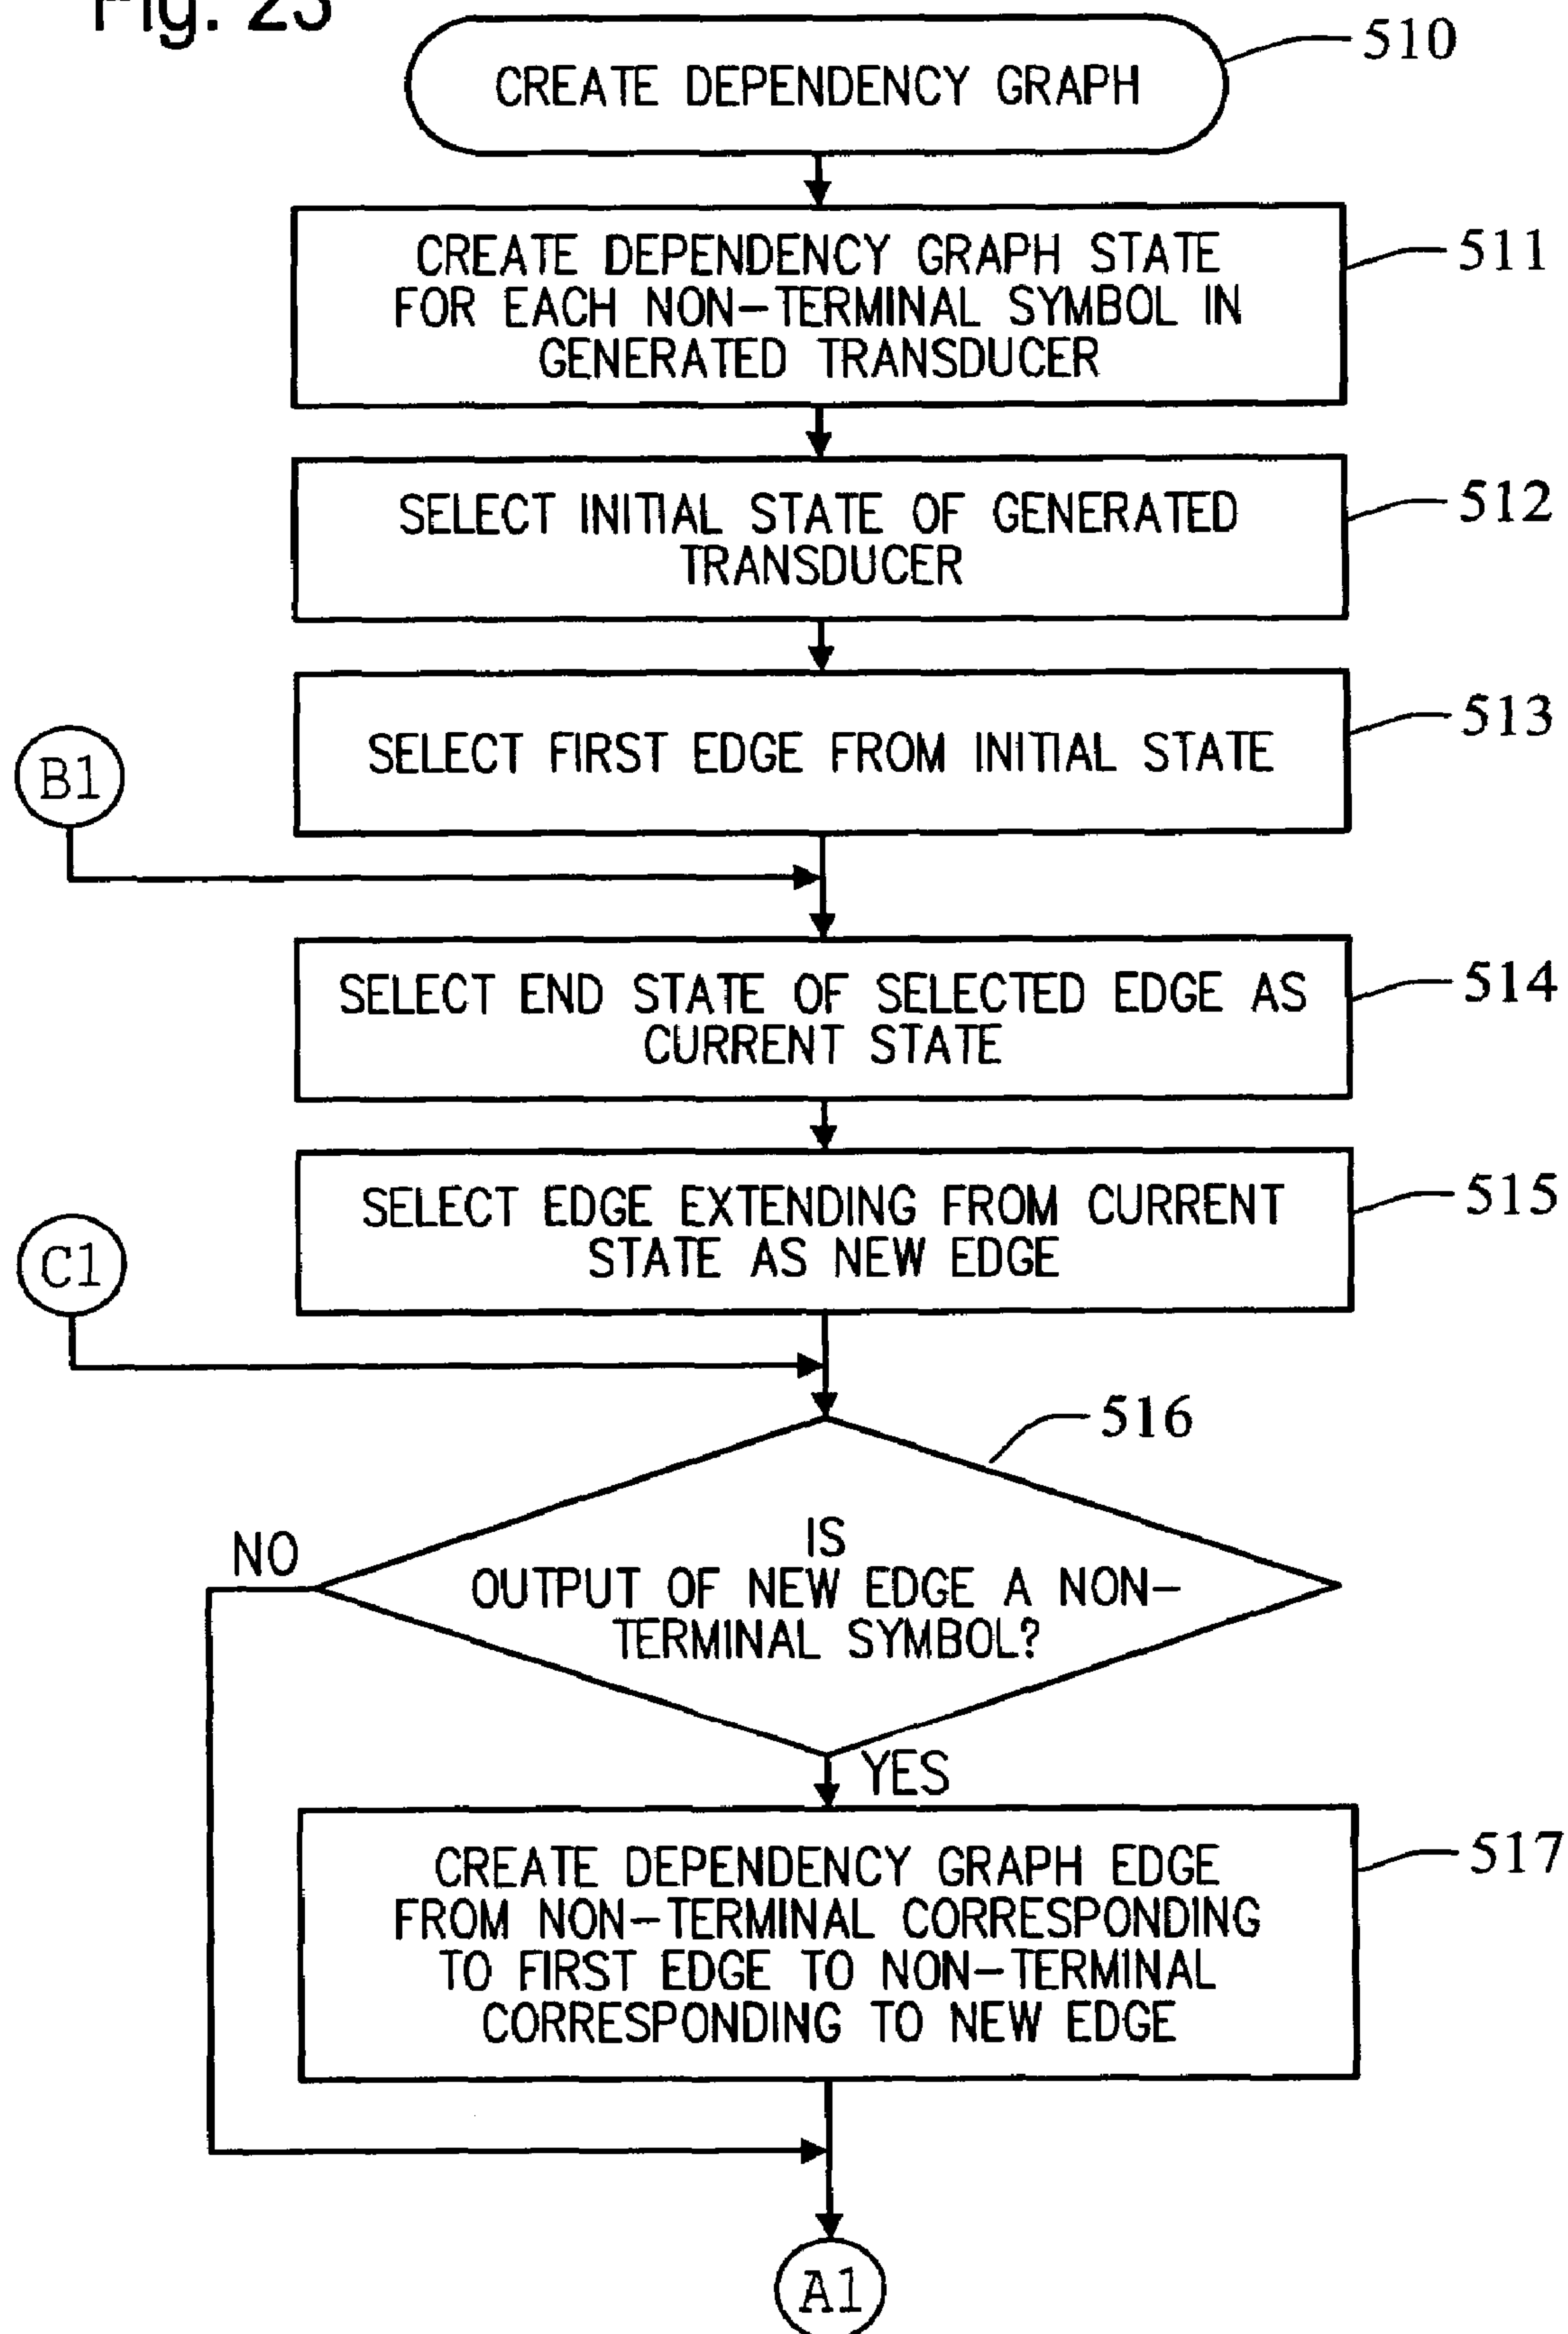 Fig. 23
CREATE DEPENDENCY GRAPH
510
CREATE DEPENDENCY GRAPH STATE
FOR EACH NON-TERMINAL SYMBOL IN
GENERATED TRANSDUCER
511
SELECT INITIAL STATE OF GENERATED
TRANSDUCER
512
SELECT FIRST EDGE FROM INITIAL STATE
513
B1
SELECT END STATE OF SELECTED EDGE AS
CURRENT STATE
514
SELECT EDGE EXTENDING FROM CURRENT
STATE AS NEW EDGE
515
C1
516
IS
OUTPUT OF NEW EDGE A NON-
TERMINAL SYMBOL?
NO
YES
CREATE DEPENDENCY GRAPH EDGE
FROM NON-TERMINAL CORRESPONDING
TO FIRST EDGE TO NON-TERMINAL
CORRESPONDING TO NEW EDGE
517
A1